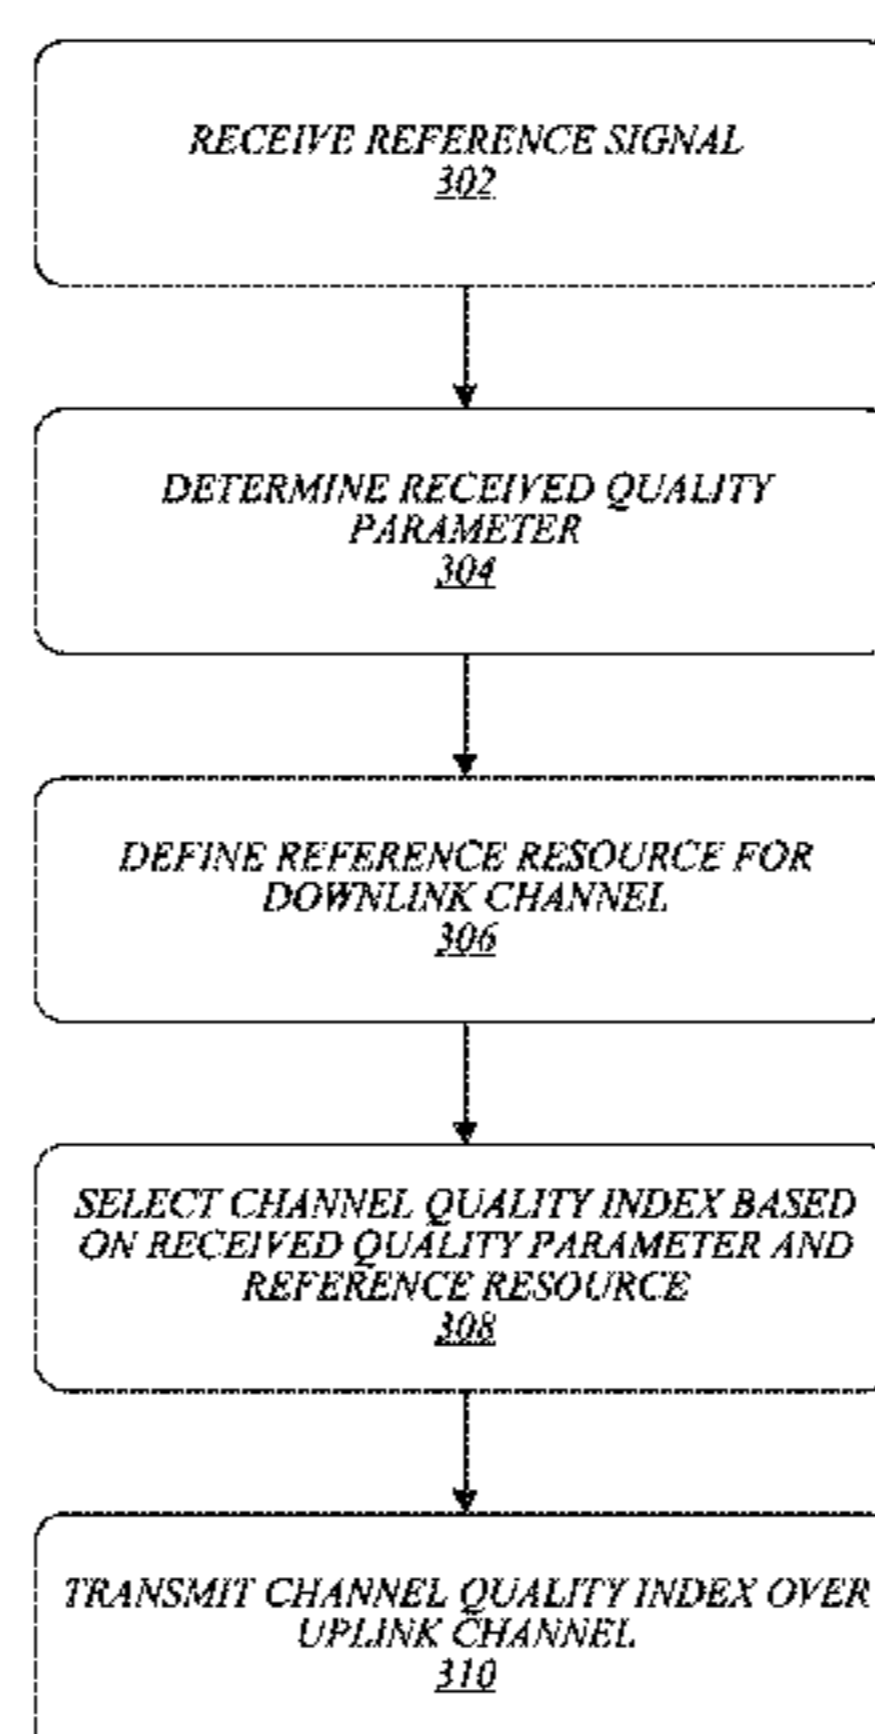 RECEIVE REFERENCE SIGNAL
302
DETERMINE RECEIVED QUALITY
PARAMETER
304
DEFINE REFERENCE RESOURCE FOR
DOWNLINK CHANNEL
306
SELECT CHANNEL QUALITY INDEX BASED
ON RECEIVED QUALITY PARAMETER AND
REFERENCE RESOURCE
308
TRANSMIT CHANNEL QUALITY INDEX OVER
UPLINK CHANNEL
310